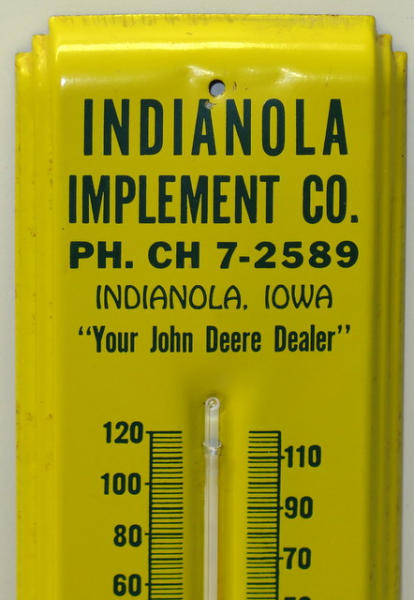 INDIANOLA
IMPLEMENT CO.
PH. CH 7-2589
INDIANOLA, IOWA
"Your John Deere Dealer"
120
110
100
90
80
70
60